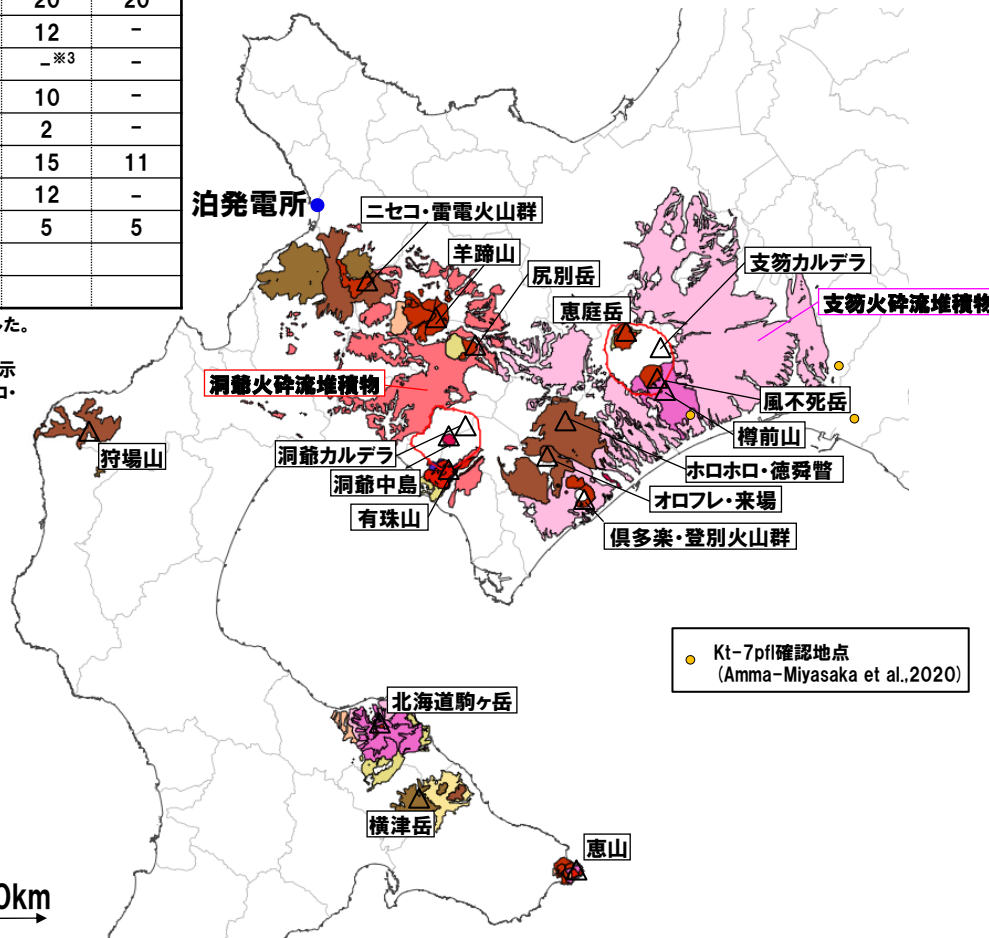 20 20
12 -
-※3 -
10 -
2 -
15 11
12 -
5 5
した。
示
コ・
泊発電所
ニセコ・雷電火山群
羊蹄山
尻別岳
恵庭岳
支笏カルデラ
支笏火砕流堆積物
洞爺火砕流堆積物
風不死岳
樽前山
狩場山
洞爺カルデラ
ホロホロ・徳舜瞥
洞爺中島
オロフレ・来場
有珠山
倶多楽・登別火山群
Kt-7pfl確認地点
(Amma-Miyasaka et al.,2020)
北海道駒ヶ岳
横津岳
恵山
0km